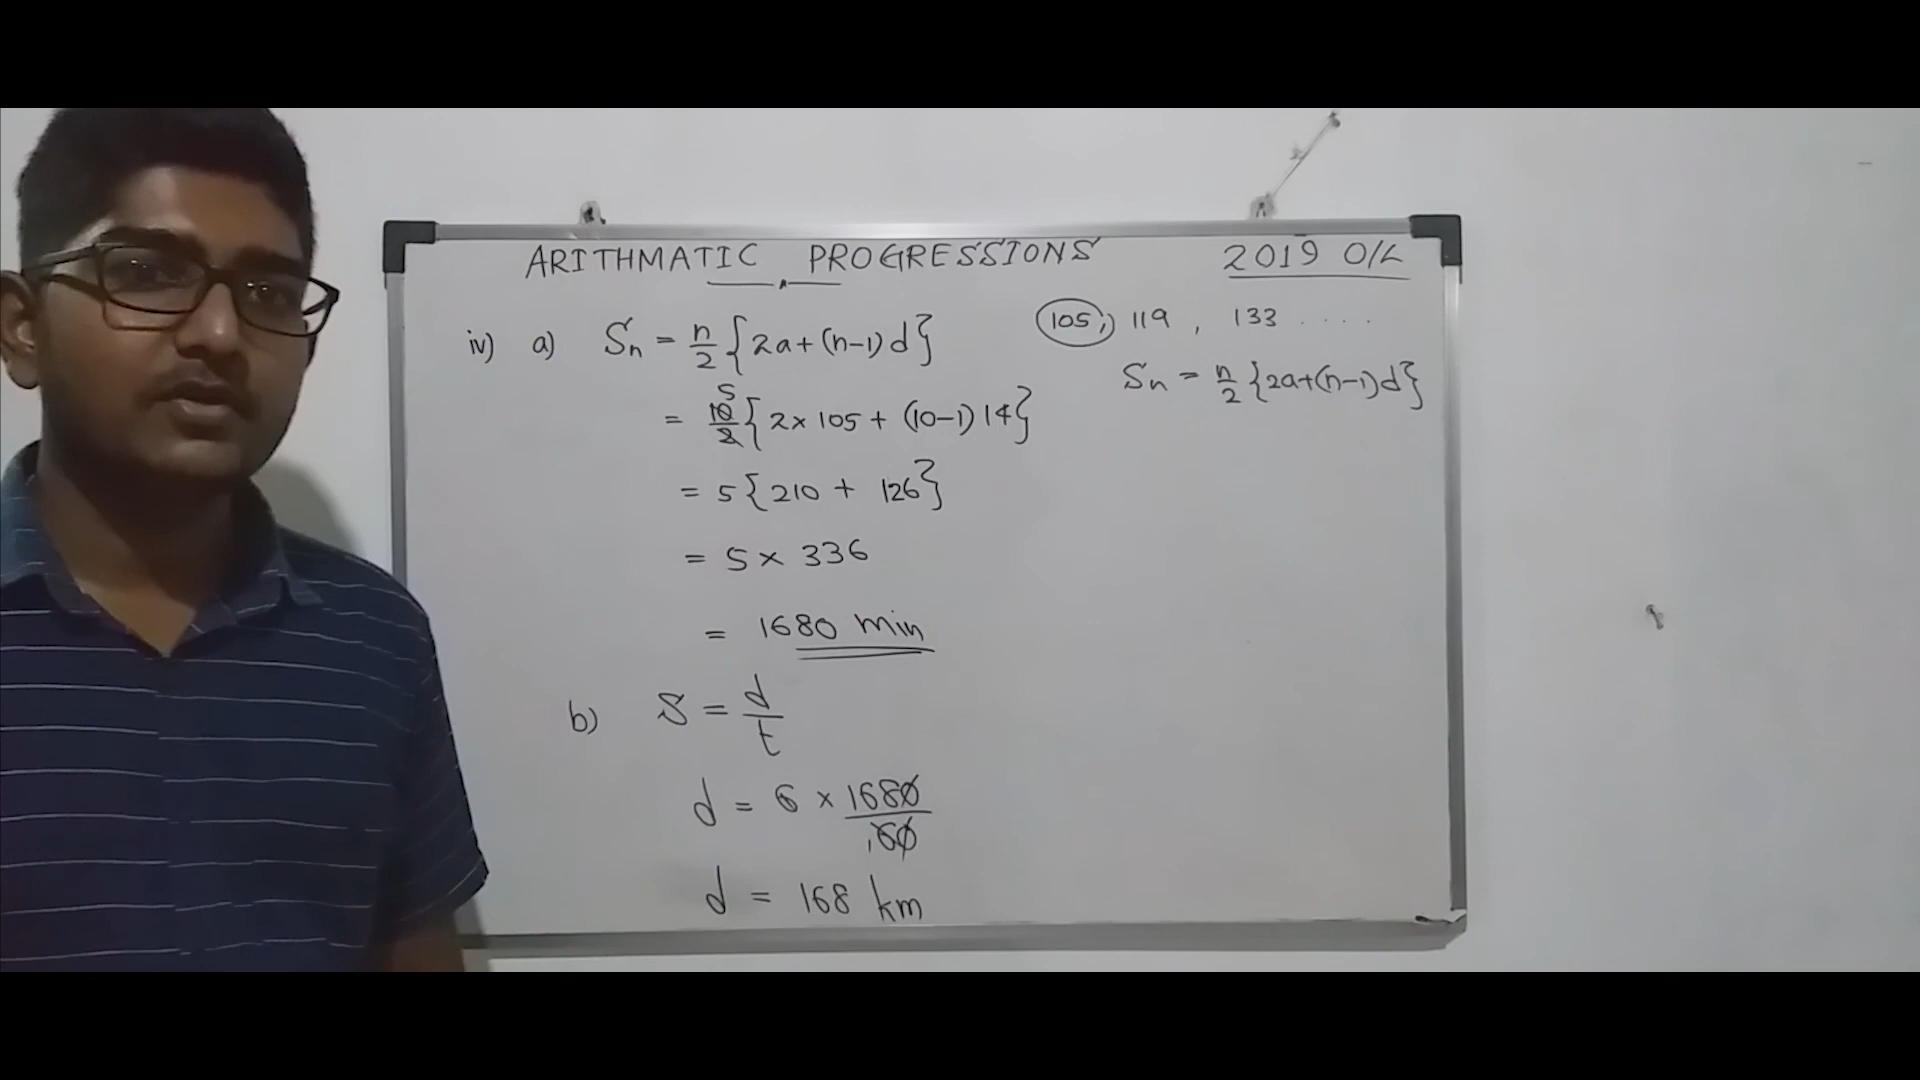 ARITHMATIC PROGRESSIONS 2019 O/L
105, 119, 133 ....
Sn = n/2 {2a+(n-1)d}
iv) a) Sn = n/2 {2a+(n-1)d}
= 10/2 5 {2×105 + (10-1)14}
= 5{210 + 126}
= 5 × 336
= 1680 min
b) S = d/t
d = 6 × 1680/60
d = 168 km